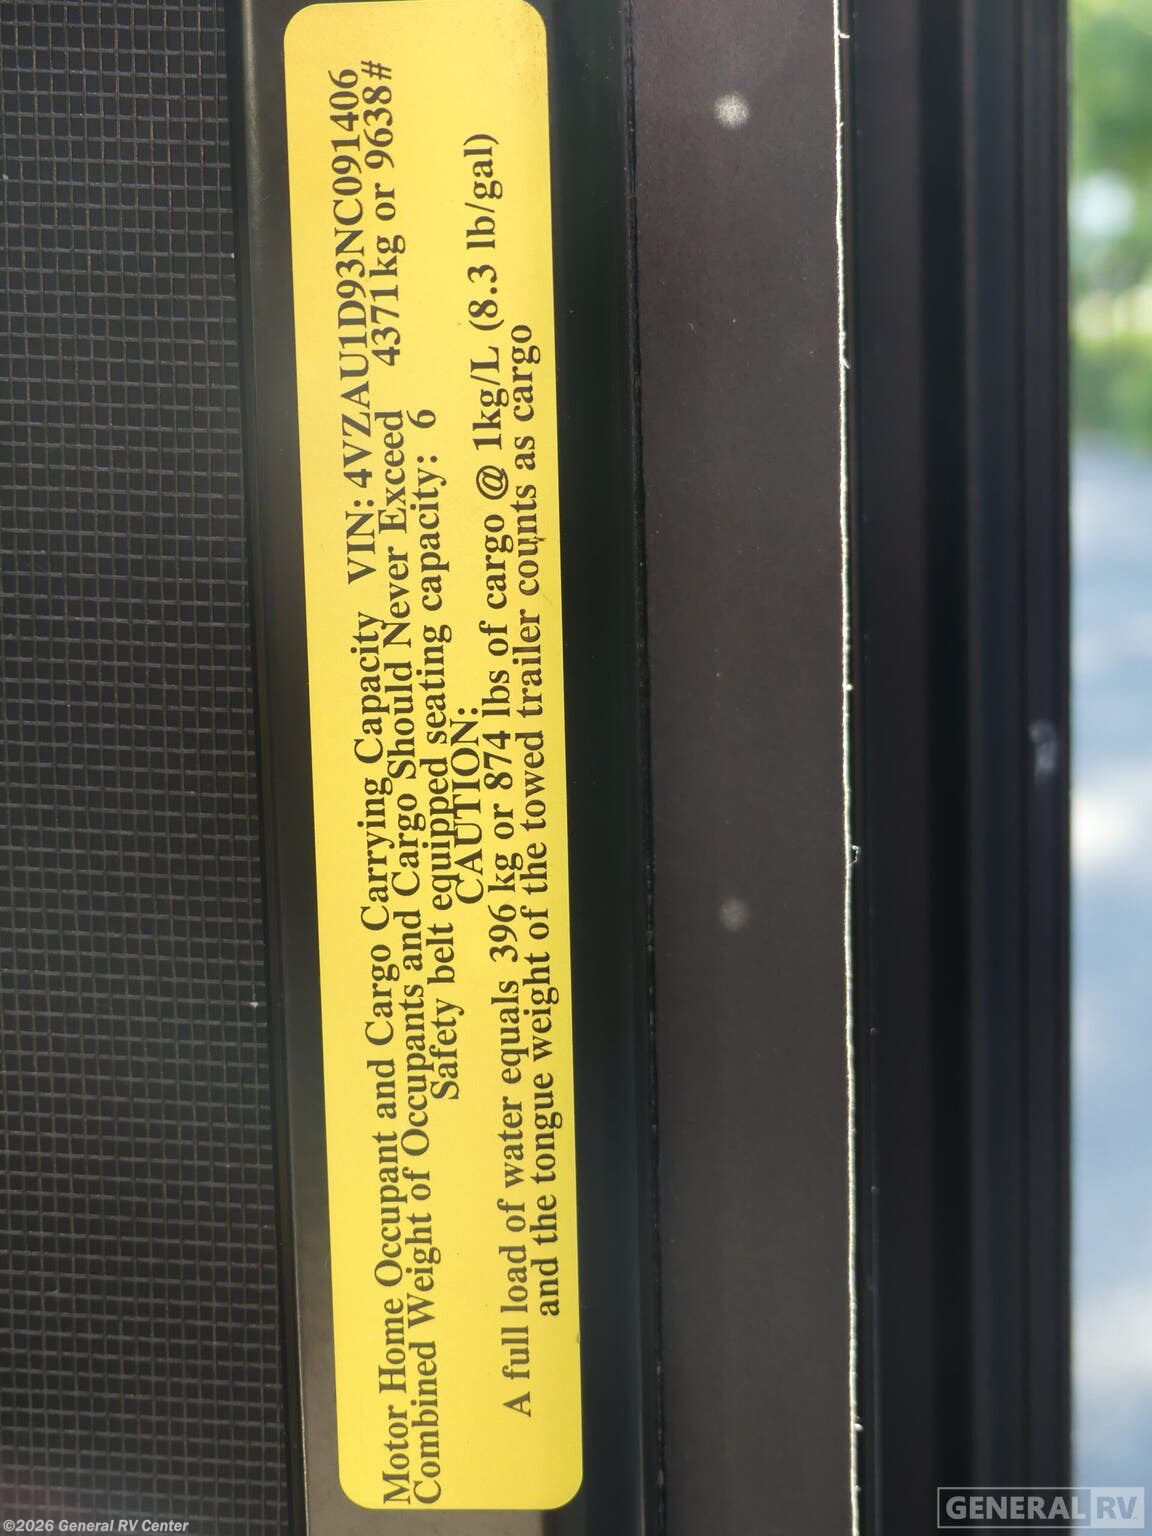 Motor Home Occupant and Cargo Carrying Capacity VIN: 4VZAU1D93NC091406
Combined Weight of Occupants and Cargo Should Never Exceed 4371kg or 9638#
Safety belt equipped seating capacity: 6
CAUTION:
A full load of water equals 396 kg or 874 lbs of cargo @ 1kg/L (8.3 lb/gal)
and the tongue weight of the towed trailer counts as cargo
©2026 General RV Center
GENERAL RV